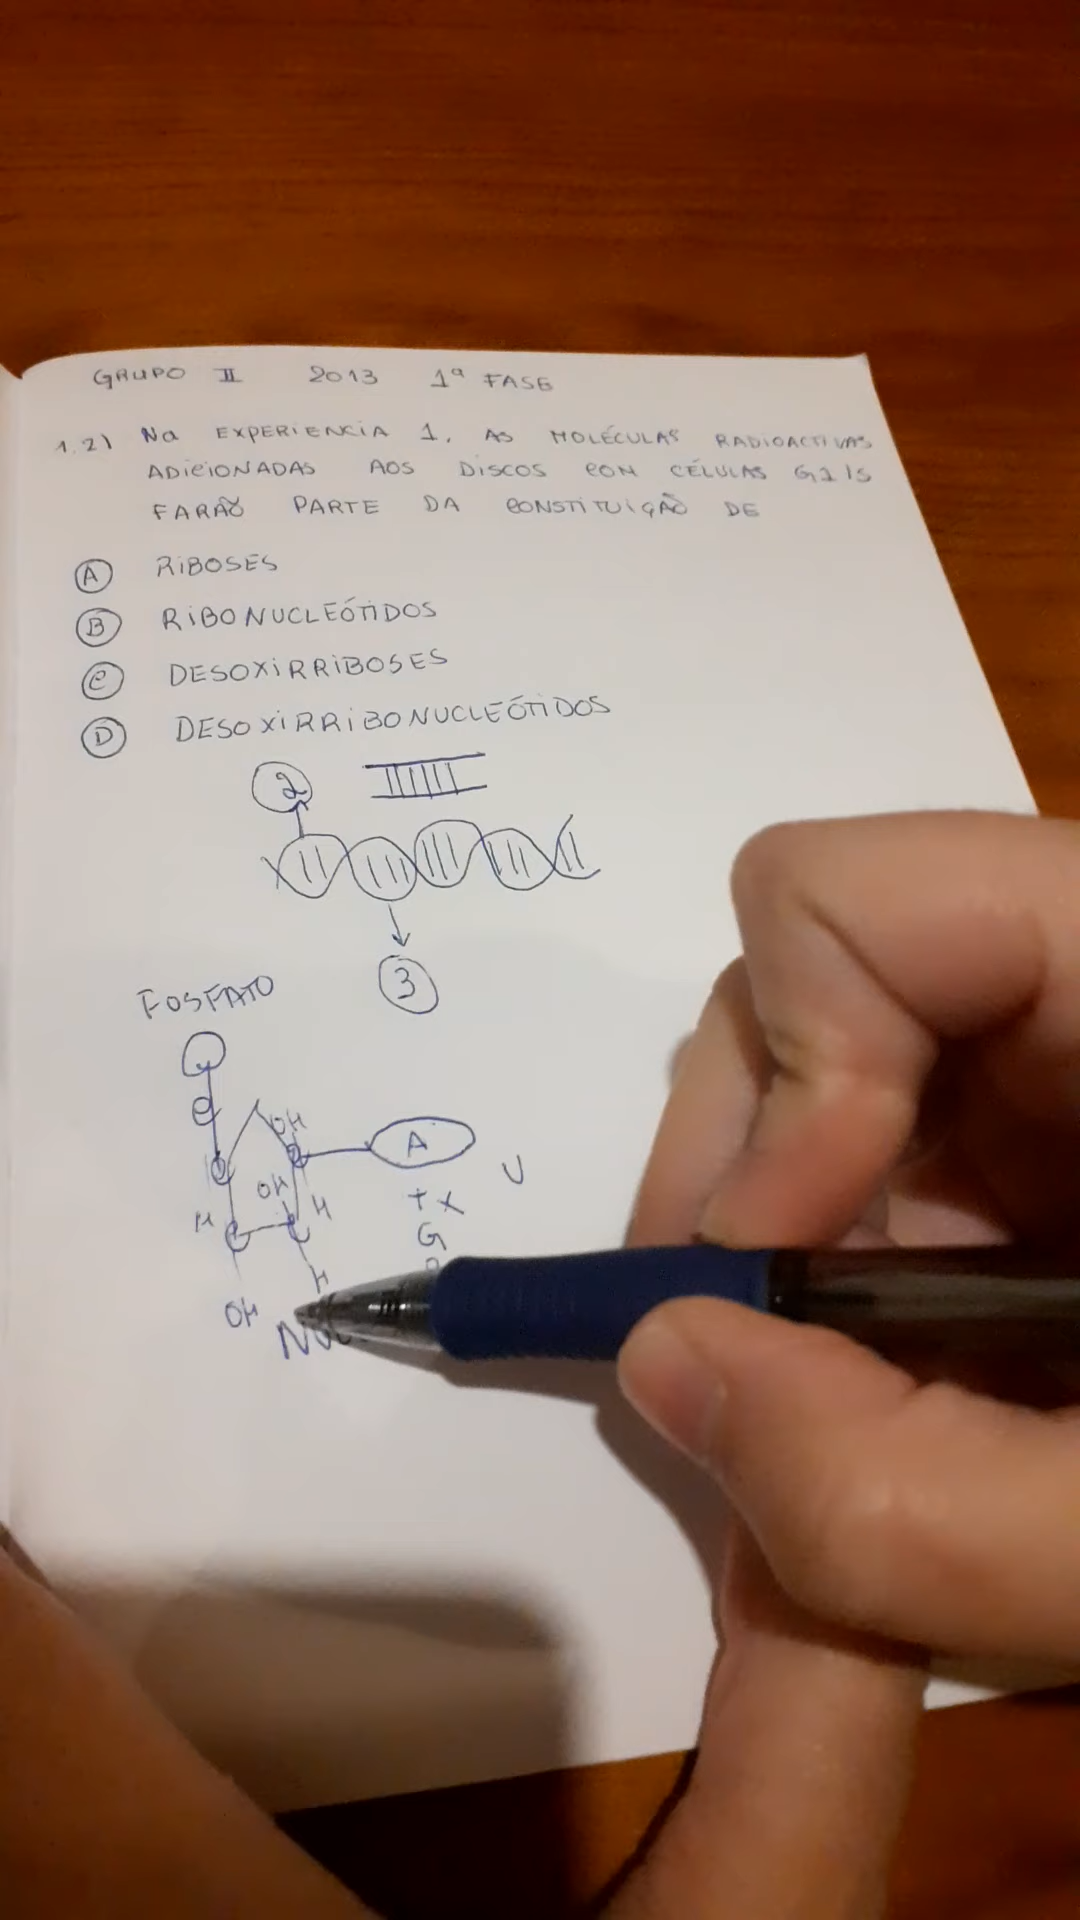 GRUPO II 2013 1ª FASE
1.2) Na EXPERIENCIA 1, AS MOLÉCULAS RADIOACTIVAS
ADICIONADAS AOS DISCOS CON CÉLULAS G1/S
FARÃO PARTE DA CONSTITUIÇÃO DE
A RIBOSES
B RIBONUCLEÓTIDOS
C DESOXIRRIBOSES
D DESOXIRRIBONUCLEÓTIDOS
2
3
FOSFATO
C
OH
C C A
U
OH
H H T X
C C G
H
OH